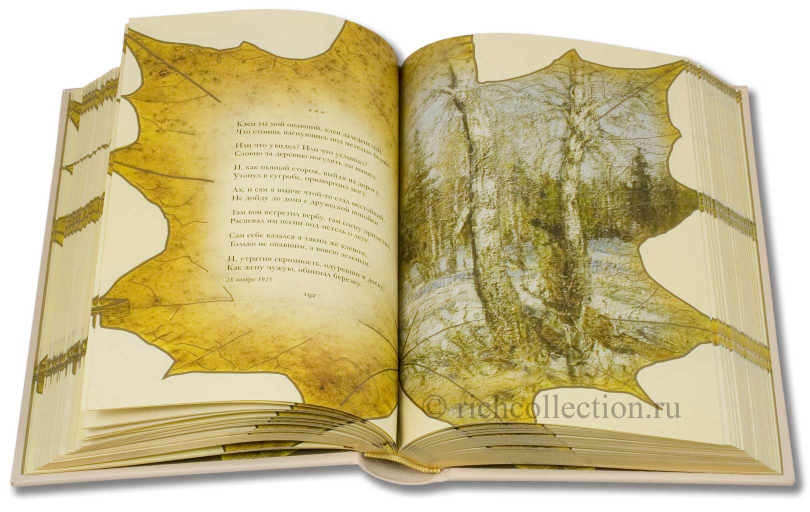 * * *
Клен ты мой опавший, клен заледенелый,
Что стоишь нагнувшись под метелью белой?
Или что увидел? Или что услышал?
Словно за деревню погулять ты вышел.
И, как пьяный сторож, выйдя на дорогу,
Утонул в сугробе, приморозил ногу.
Ах, и сам я нынче чтой-то стал нестойкий,
Не дойду до дома с дружеской попойки.
Там вон встретил вербу, там сосну приметил,
Распевал им песни под метель о лете.
Сам себе казался я таким же кленом,
Только не опавшим, а вовсю зеленым.
И, утратив скромность, одуревши в доску,
Как жену чужую, обнимал березку.
28 ноября 1925
192
© richcollection.ru